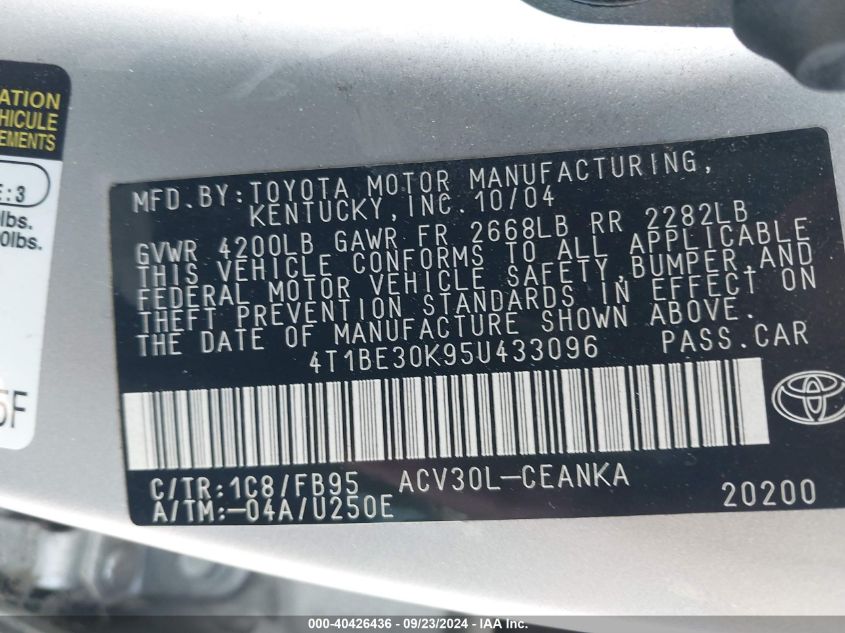 ATION
HICULE
EMENTS
E:3
lbs.
0lbs.
5F
MFD.BY:TOYOTA MOTOR MANUFACTURING,
KENTUCKY,INC.10/04
GVWR 4200LB GAWR FR 2668LB RR 2282LB
THIS VEHICLE CONFORMS TO ALL APPLICABLE
FEDERAL MOTOR VEHICLE SAFETY,BUMPER,AND
THEFT PREVENTION STANDARDS IN EFFECT ON
THE DATE OF MANUFACTURE SHOWN ABOVE.
4T1BE30K95U433096 PASS.CAR
C/TR:1C8/FB95 ACV30L-CEANKA
A/TM:-04A/U250E 20200
000-40426436 - 09/23/2024 - IAA Inc.